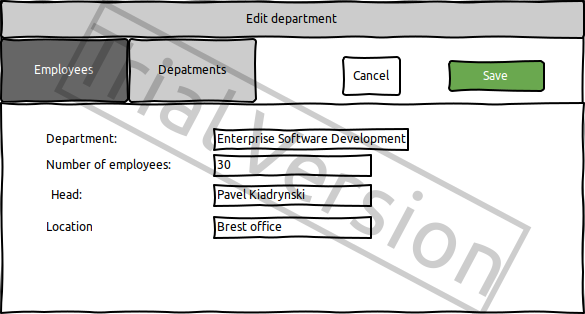 Edit department
Employees
Depatments
Cancel
Save
Department:
Enterprise Software Development
Number of employees:
30
Head:
Pavel Kiadrynski
Location
Brest office
Trial Version